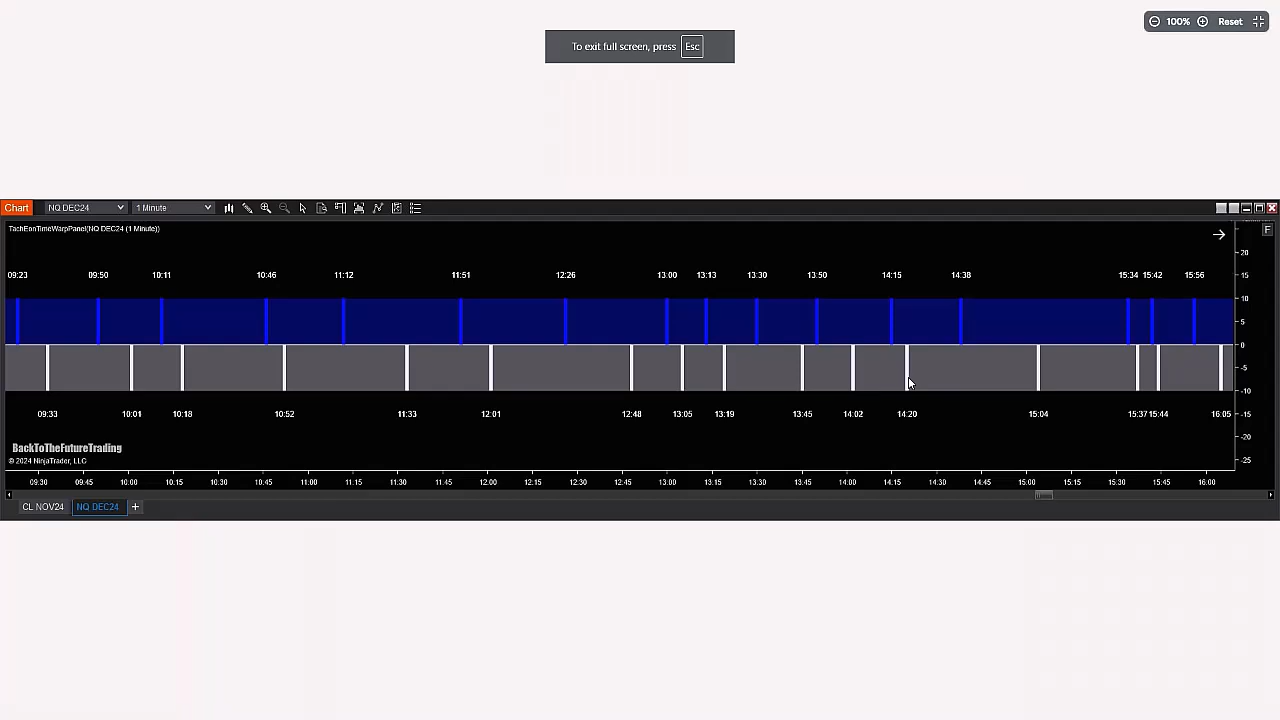 100% Reset
To exit full screen, press Esc
Chart NQ DEC24 1 Minute
TachEonTimeWarpPanel(NQ DEC24 (1 Minute))
F
20
09:23 09:50 10:11 10:46 11:12 11:51 12:26 13:00 13:13 13:30 13:50 14:15 14:38 15:34 15:42 15:56 15
10
5
0
-5
-10
09:33 10:01 10:18 10:52 11:33 12:01 12:48 13:05 13:19 13:45 14:02 14:20 15:04 15:37 15:44 16:05 -15
-20
BackToTheFutureTrading
© 2024 NinjaTrader, LLC -25
09:30 09:45 10:00 10:15 10:30 10:45 11:00 11:15 11:30 11:45 12:00 12:15 12:30 12:45 13:00 13:15 13:30 13:45 14:00 14:15 14:30 14:45 15:00 15:15 15:30 15:45 16:00
CL NOV24 NQ DEC24 +